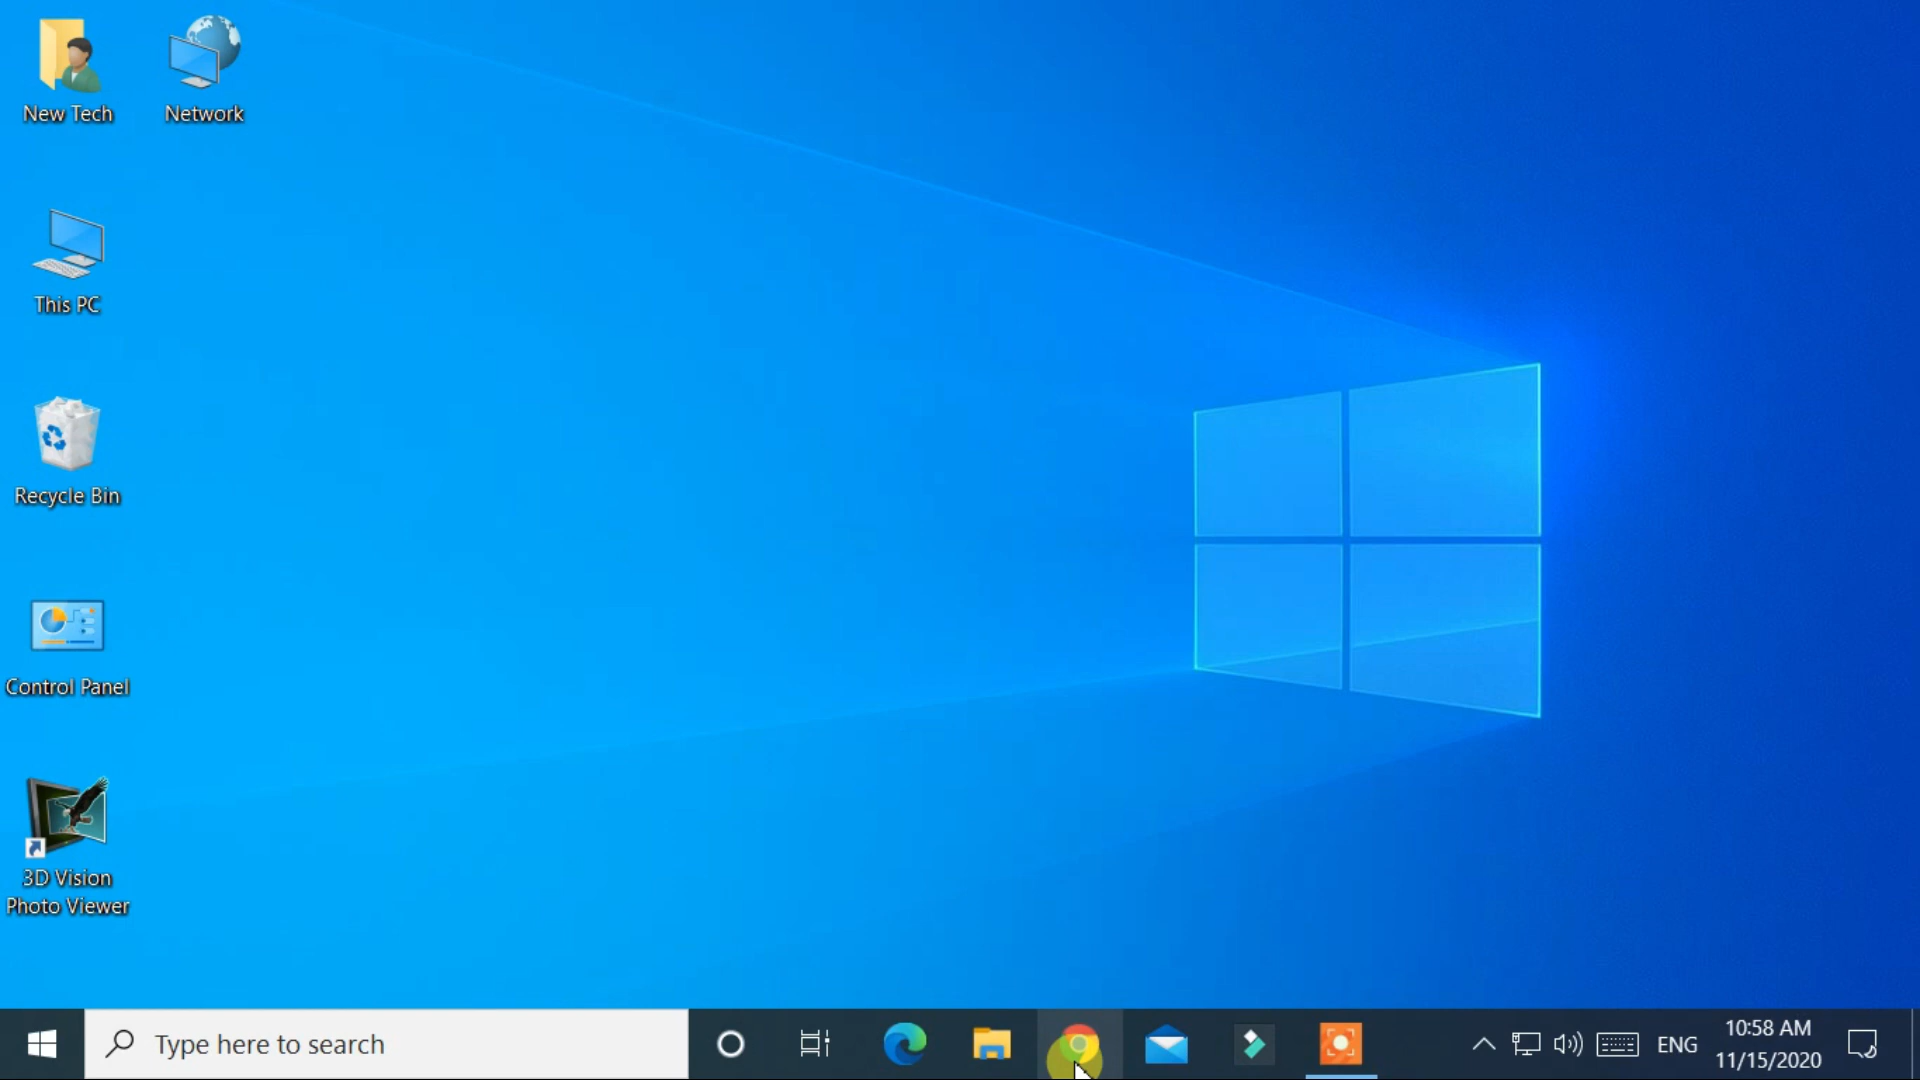 New Tech
Network
This PC
Recycle Bin
Control Panel
3D Vision
Photo Viewer
Type here to search
ENG
10:58 AM
11/15/2020